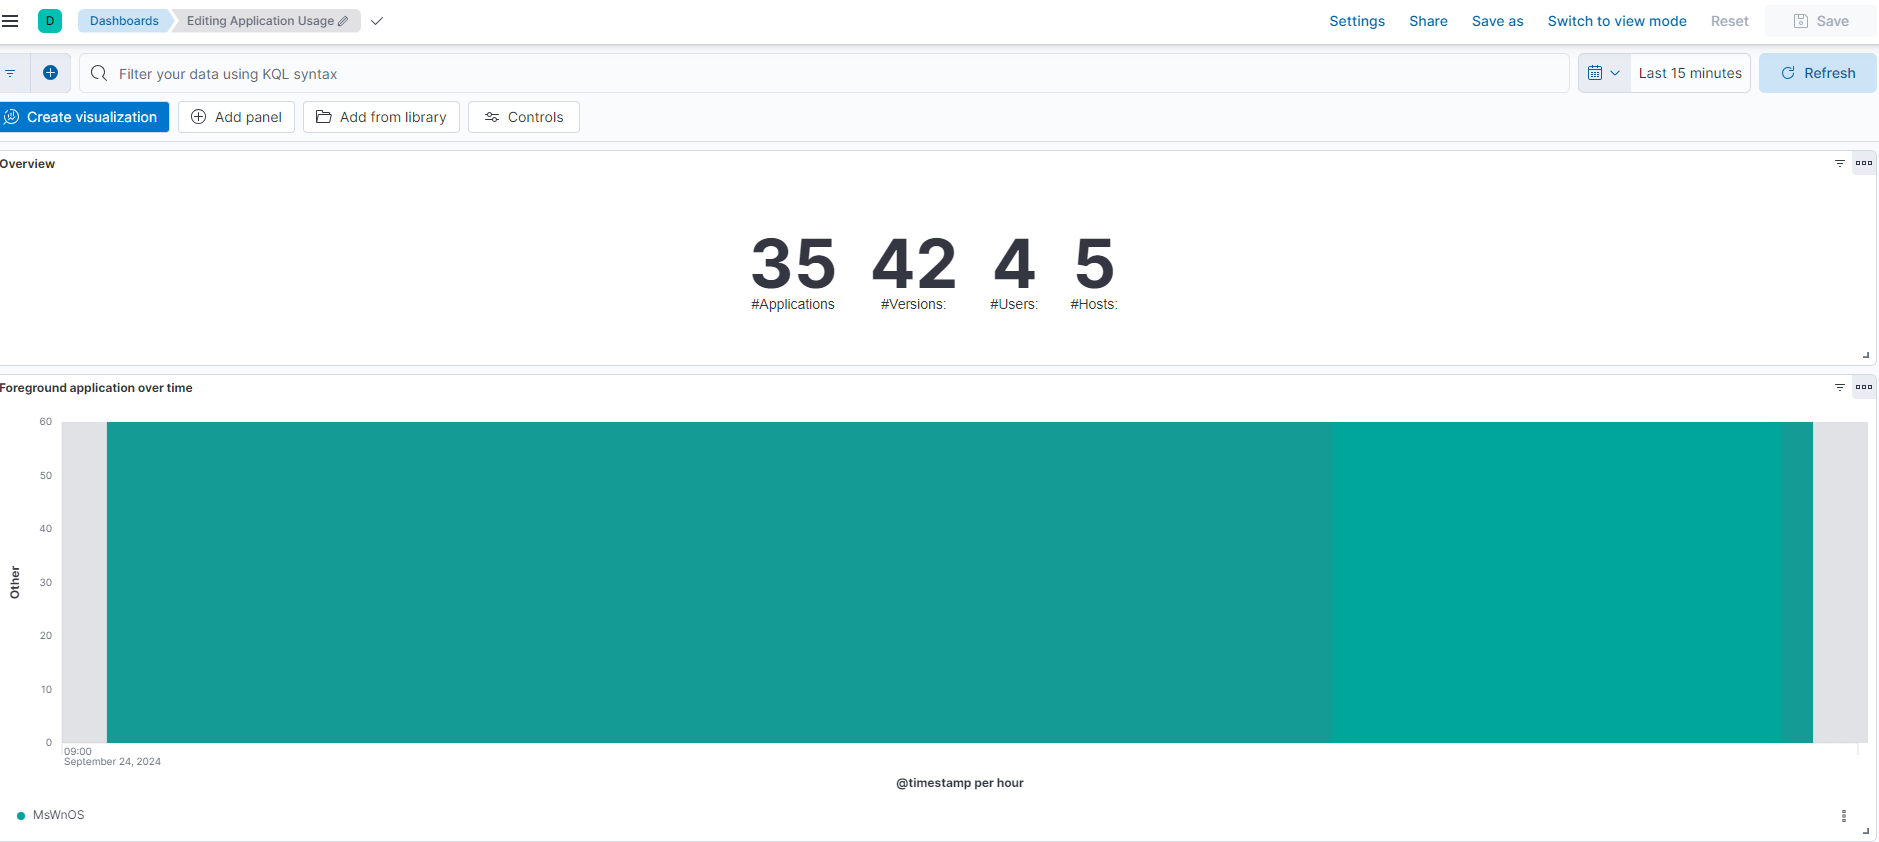 D Dashboards Editing Application Usage Settings Share Save as Switch to view mode Reset Save
Filter your data using KQL syntax Last 15 minutes Refresh
Create visualization Add panel Add from library Controls
Overview
35 42 4 5
#Applications #Versions: #Users: #Hosts:
Foreground application over time
60
50
40
30
20
10
0
Other
09:00
September 24, 2024
@timestamp per hour
MsWnOS